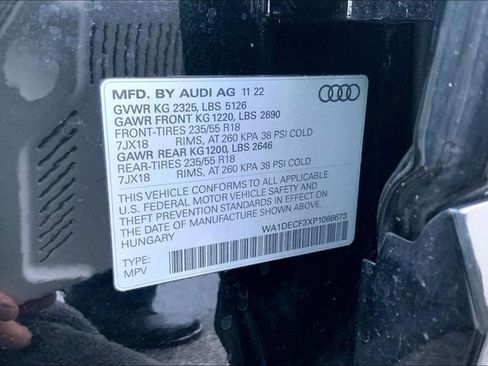 MFD. BY AUDI AG 11 22
GVWR KG 2325, LBS 5126
GAWR FRONT KG 1220, LBS 2690
FRONT-TIRES 235/55 R18
7JX18 RIMS, AT 260 KPA 38 PSI COLD
GAWR REAR KG1200, LBS 2646
REAR-TIRES 235/55 R18
7JX18 RIMS, AT 260 KPA 38 PSI COLD
THIS VEHICLE CONFORMS TO ALL APPLICABLE
U.S. FEDERAL MOTOR VEHICLE SAFETY AND
THEFT PREVENTION STANDARDS IN EFFECT ON
THE DATE OF MANUFACTURE SHOWN ABOVE.
HUNGARY
WA1DECF3XP1066673
TYPE:
MPV